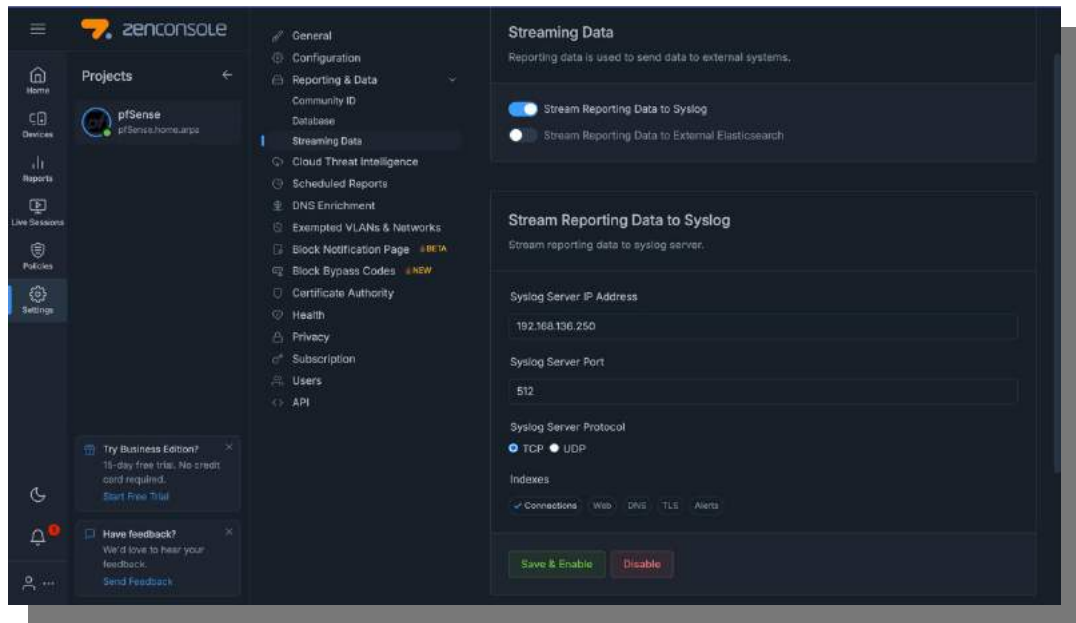 zenconsole
Home
Devices
Reports
Live Sessions
Policies
Settings
Projects
pfSense
pfSense.home.arpa
Try Business Edition?
15-day free trial. No credit
card required.
Start Free Trial
Have feedback?
We'd love to hear your
feedback.
Send Feedback
General
Configuration
Reporting & Data
Community ID
Database
Streaming Data
Cloud Threat Intelligence
Scheduled Reports
DNS Enrichment
Exempted VLANs & Networks
Block Notification Page BETA
Block Bypass Codes NEW
Certificate Authority
Health
Privacy
Subscription
Users
API
Streaming Data
Reporting data is used to send data to external systems.
Stream Reporting Data to Syslog
Stream Reporting Data to External Elasticsearch
Stream Reporting Data to Syslog
Stream reporting data to syslog server.
Syslog Server IP Address
192.168.136.250
Syslog Server Port
512
Syslog Server Protocol
TCP UDP
Indexes
Connections Web DNS TLS Alerts
Save & Enable Disable